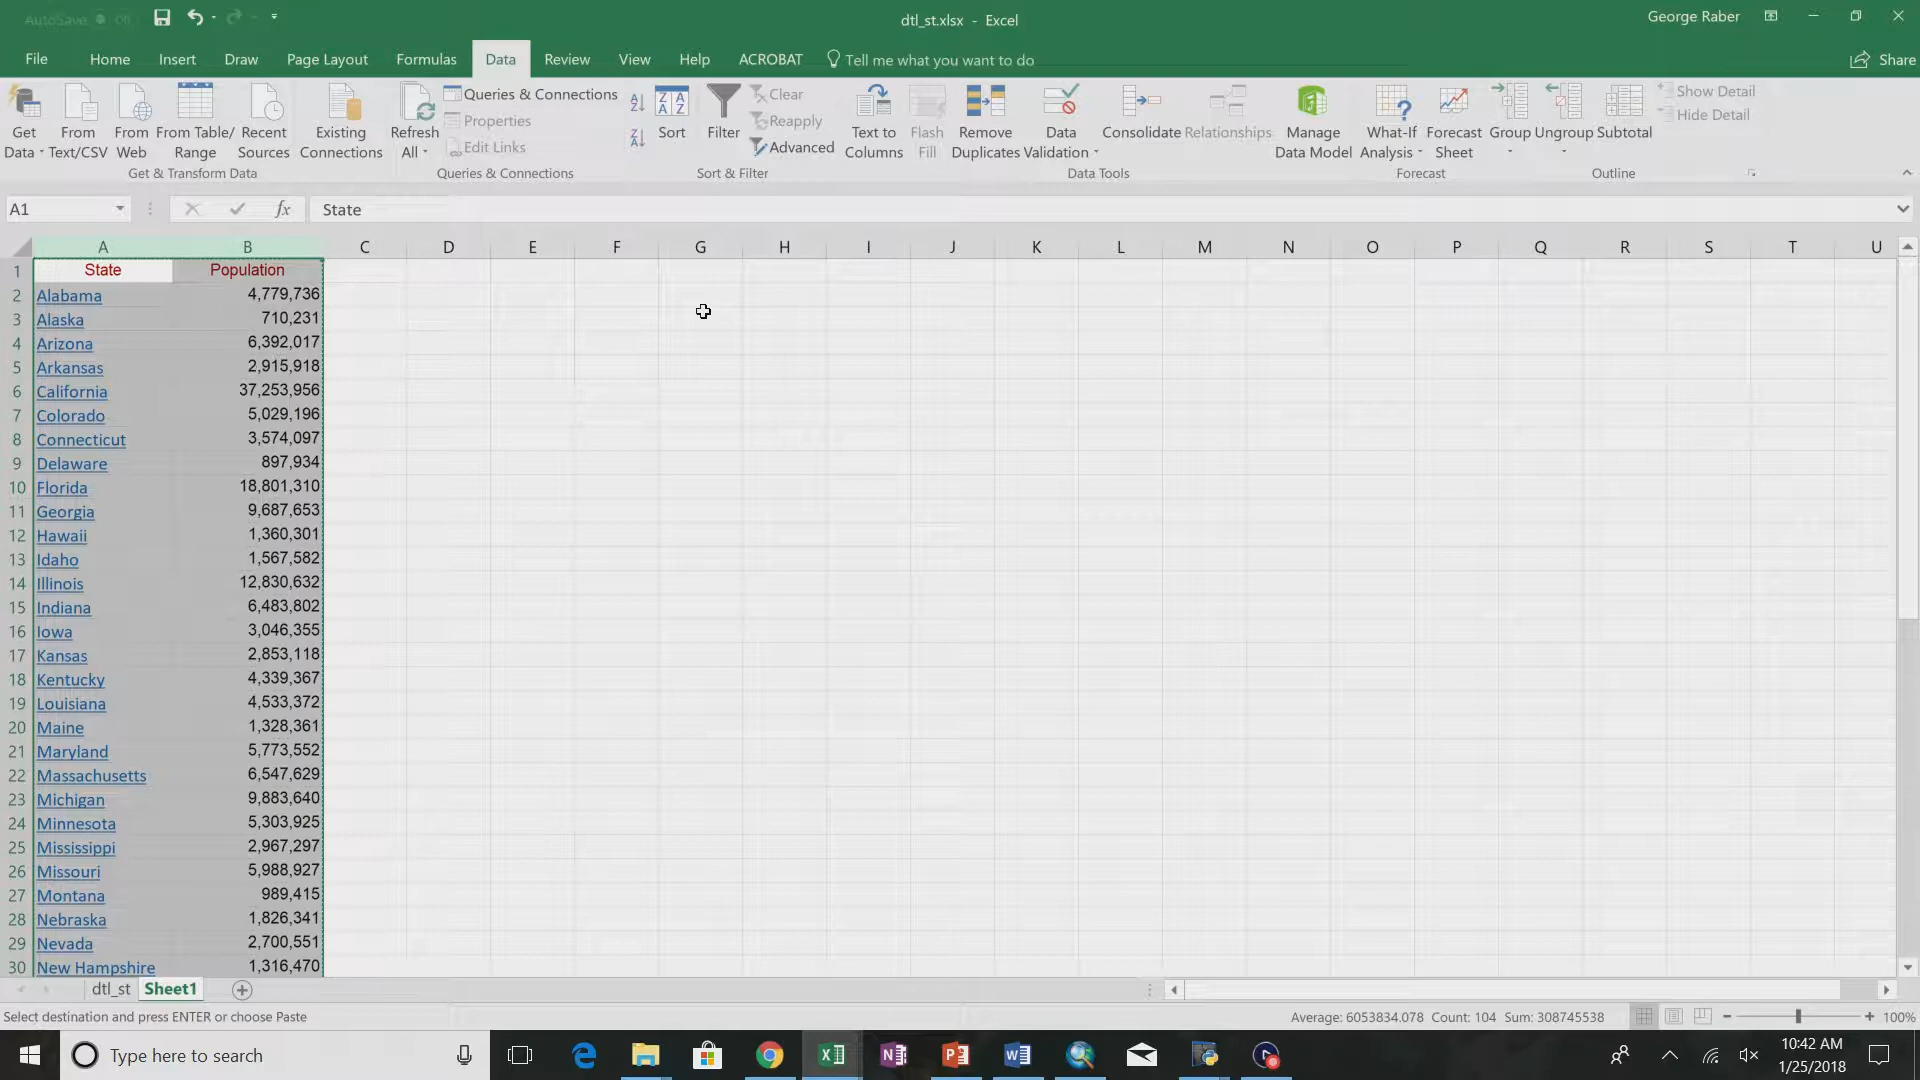 AutoSave Off
dtl_st.xlsx - Excel
George Raber
File Home Insert Draw Page Layout Formulas Data Review View Help ACROBAT Tell me what you want to do Share
Get Data
From Text/CSV
From Web
From Table/ Range
Recent Sources
Get & Transform Data
Existing Connections
Refresh All
Queries & Connections
Properties
Edit Links
Queries & Connections
Sort
Filter
Clear
Reapply
Advanced
Sort & Filter
Text to Columns
Flash Fill
Remove Duplicates
Data Validation
Consolidate
Relationships
Manage Data Model
Data Tools
What-If Analysis
Forecast Sheet
Forecast
Group
Ungroup
Subtotal
Show Detail
Hide Detail
Outline
A1 fx State
A B C D E F G H I J K L M N O P Q R S T U
1 State Population
2 Alabama 4,779,736
3 Alaska 710,231
4 Arizona 6,392,017
5 Arkansas 2,915,918
6 California 37,253,956
7 Colorado 5,029,196
8 Connecticut 3,574,097
9 Delaware 897,934
10 Florida 18,801,310
11 Georgia 9,687,653
12 Hawaii 1,360,301
13 Idaho 1,567,582
14 Illinois 12,830,632
15 Indiana 6,483,802
16 Iowa 3,046,355
17 Kansas 2,853,118
18 Kentucky 4,339,367
19 Louisiana 4,533,372
20 Maine 1,328,361
21 Maryland 5,773,552
22 Massachusetts 6,547,629
23 Michigan 9,883,640
24 Minnesota 5,303,925
25 Mississippi 2,967,297
26 Missouri 5,988,927
27 Montana 989,415
28 Nebraska 1,826,341
29 Nevada 2,700,551
30 New Hampshire 1,316,470
dtl_st Sheet1
Select destination and press ENTER or choose Paste
Average: 6053834.078 Count: 104 Sum: 308745538
100%
Type here to search
10:42 AM
1/25/2018